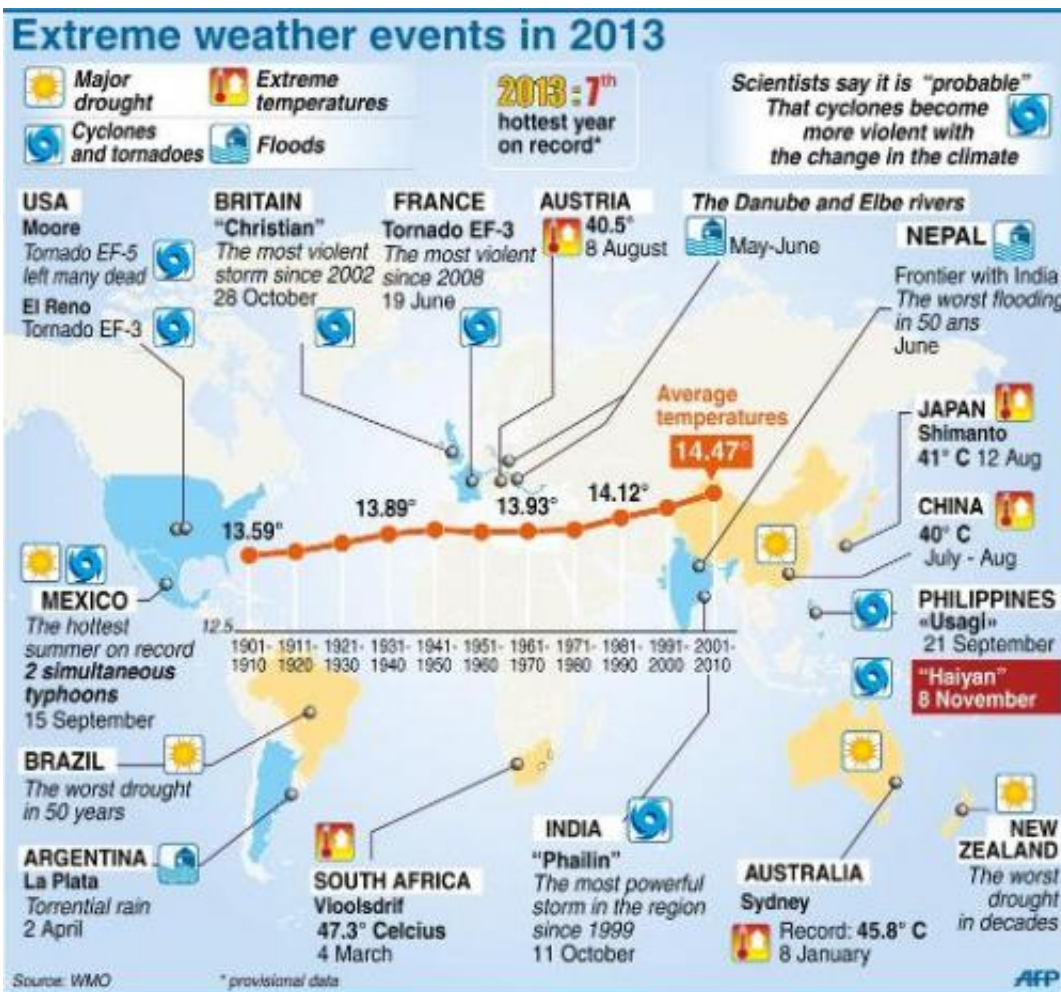 Extreme weather events in 2013
Major
drought
Extreme
temperatures
Cyclones
and tornadoes
Floods
2013 : 7th
hottest year
on record*
Scientists say it is "probable"
That cyclones become
more violent with
the change in the climate
USA
Moore
Tornado EF-5
left many dead
El Reno
Tornado EF-3
BRITAIN
"Christian"
The most violent
storm since 2002
28 October
FRANCE
Tornado EF-3
The most violent
since 2008
19 June
AUSTRIA
40.5°
8 August
The Danube and Elbe rivers
May-June
NEPAL
Frontier with India
The worst flooding
in 50 ans
June
Average
temperatures
14.47°
13.59°
13.89°
13.93°
14.12°
12.5
1901- 1911- 1921- 1931- 1941- 1951- 1961- 1971- 1981- 1991- 2001-
1910 1920 1930 1940 1950 1960 1970 1980 1990 2000 2010
JAPAN
Shimanto
41° C 12 Aug
CHINA
40° C
July - Aug
PHILIPPINES
«Usagi»
21 September
"Haiyan"
8 November
MEXICO
The hottest
summer on record
2 simultaneous
typhoons
15 September
BRAZIL
The worst drought
in 50 years
ARGENTINA
La Plata
Torrential rain
2 April
SOUTH AFRICA
Vioolsdrif
47.3° Celcius
4 March
INDIA
"Phailin"
The most powerful
storm in the region
since 1999
11 October
AUSTRALIA
Sydney
Record: 45.8° C
8 January
NEW
ZEALAND
The worst
drought
in decades
Source: WMO
* provisional data
AFP